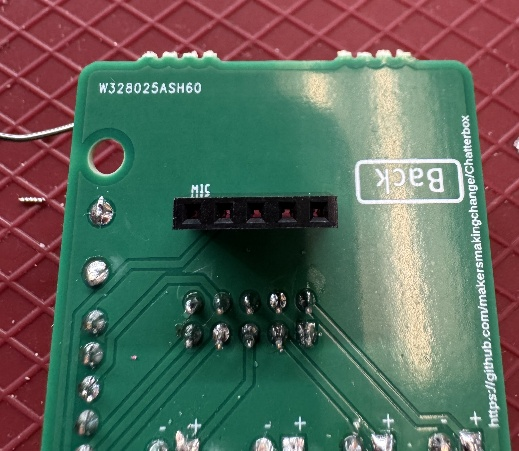 W328025ASH60
MIC
Back
https://github.com/makersmakingchange/Chatterbox
- +
- +
- +
- +